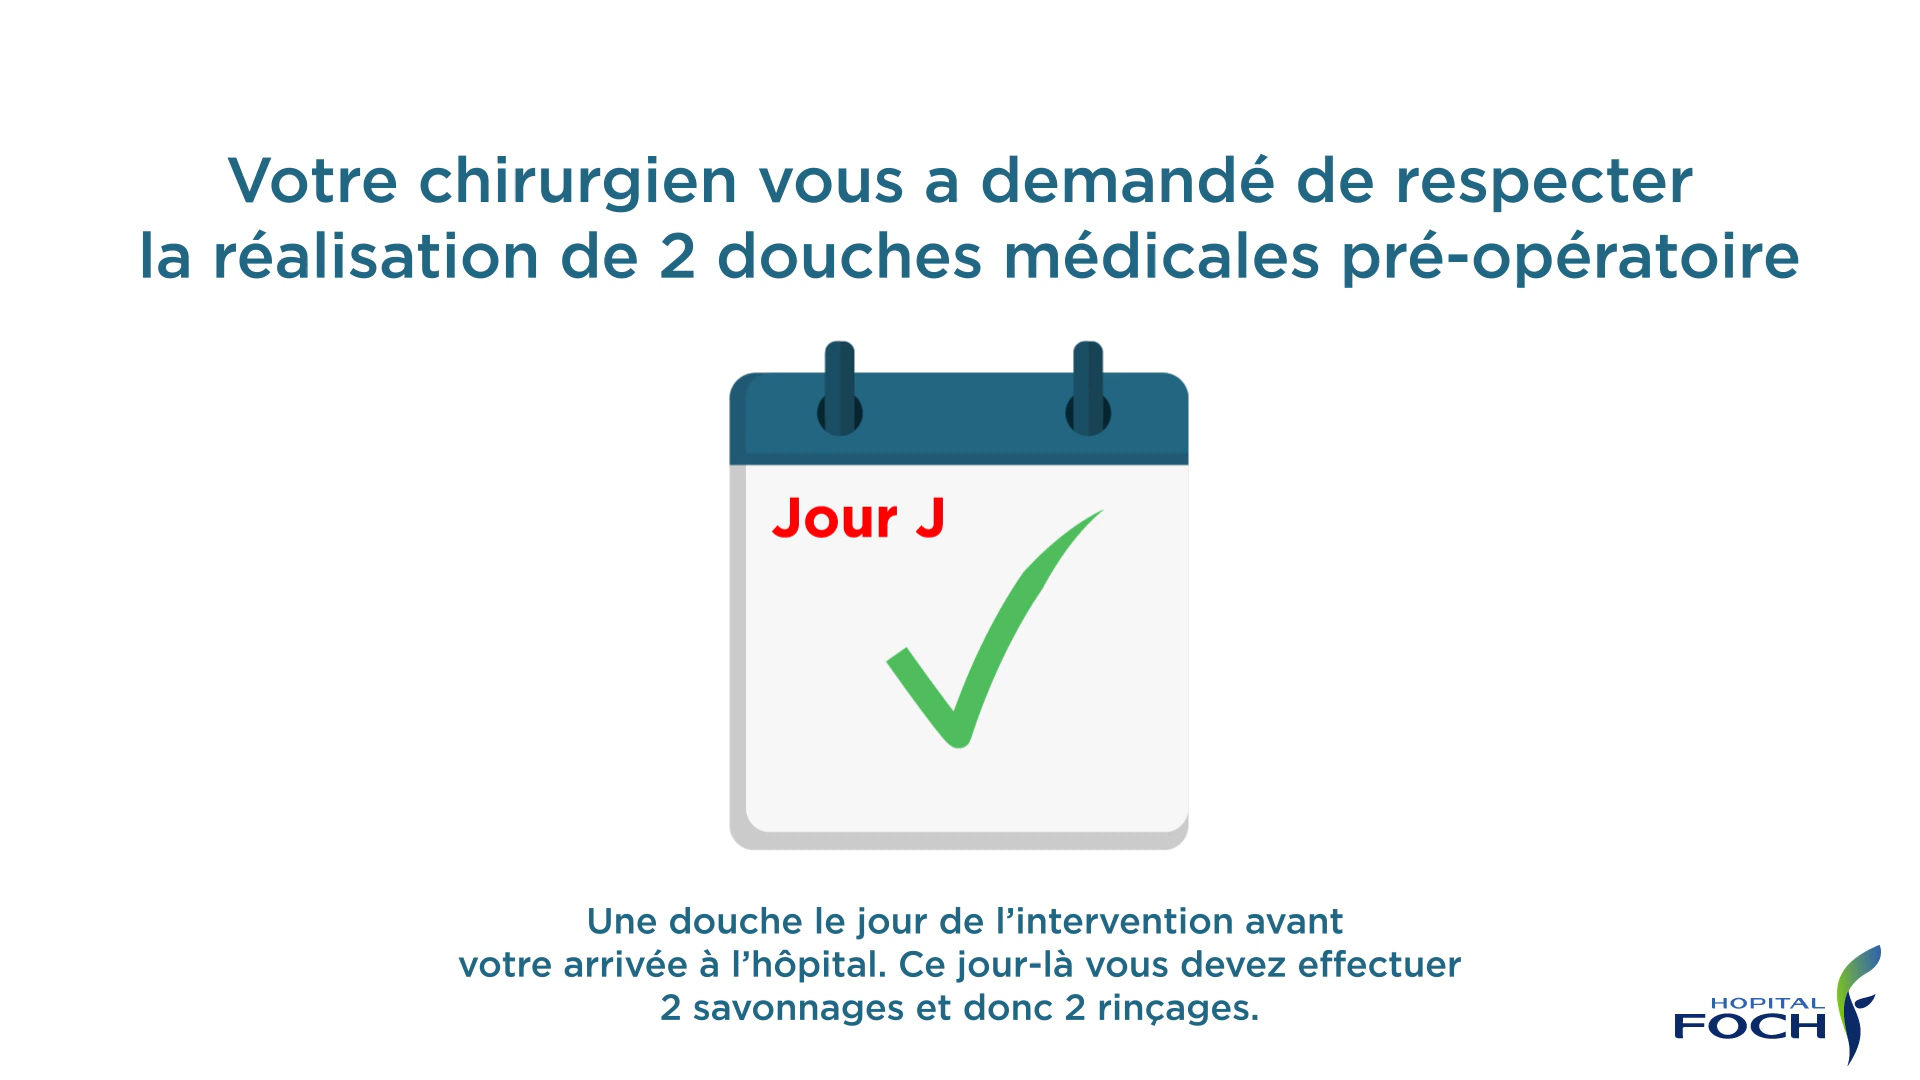 Votre chirurgien vous a demandé de respecter
la réalisation de 2 douches médicales pré-opératoire
Jour J
Une douche le jour de l’intervention avant
votre arrivée à l’hôpital. Ce jour-là vous devez effectuer
2 savonnages et donc 2 rinçages.
HOPITAL
FOCH